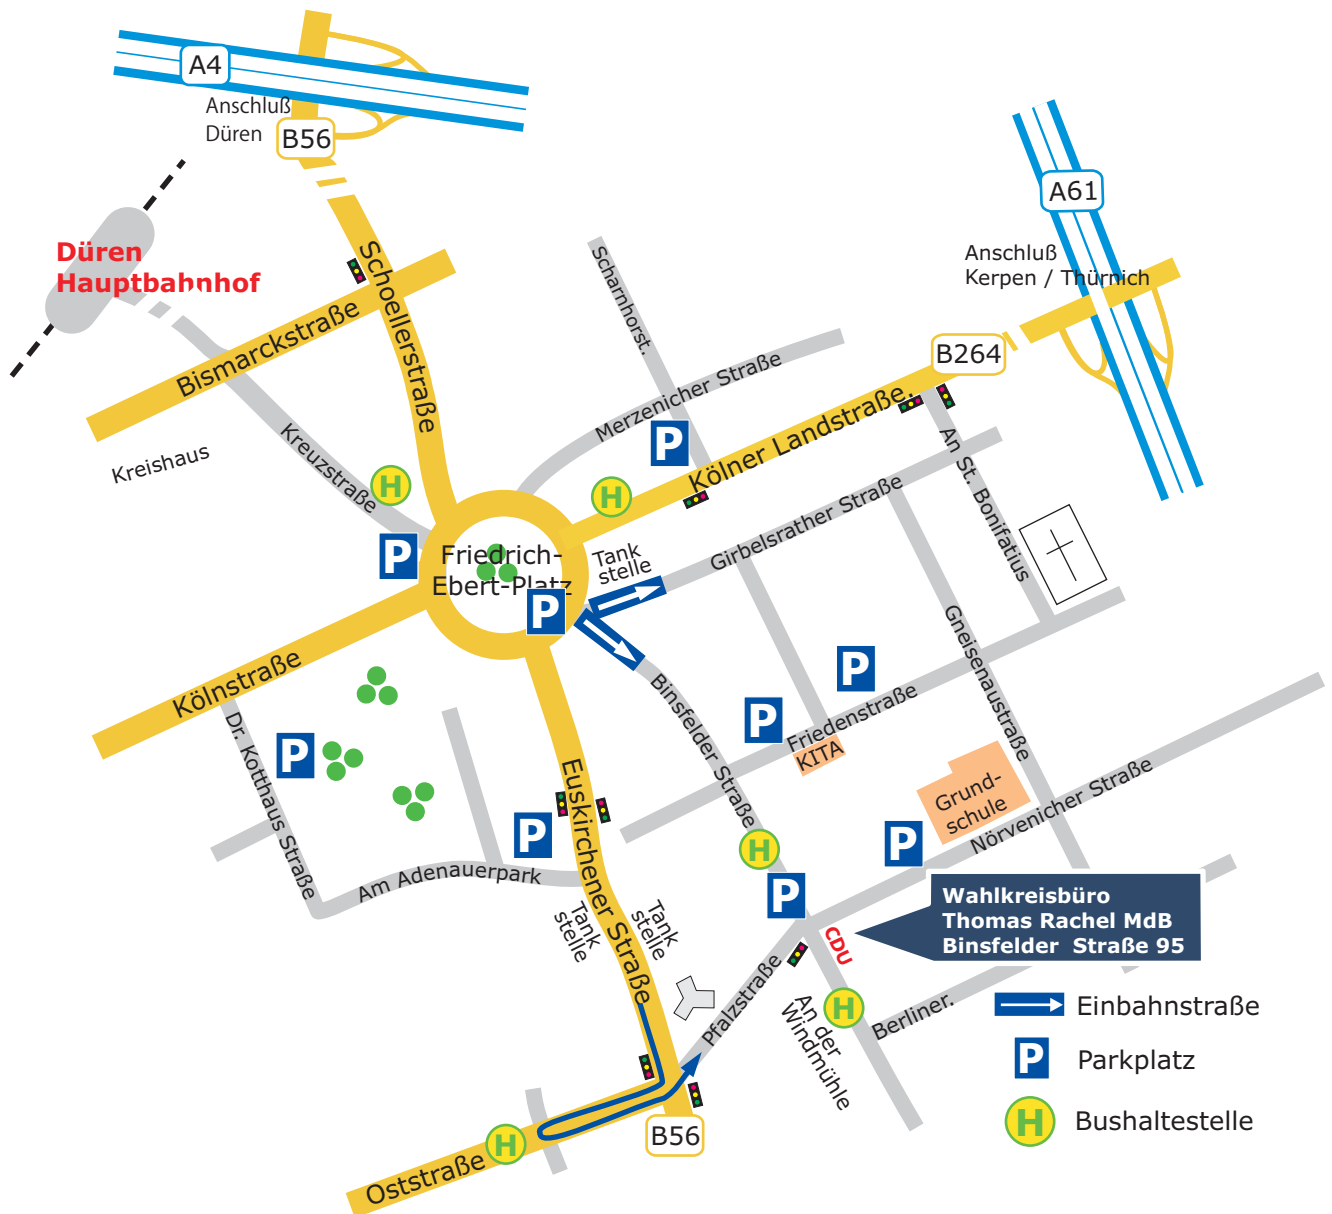 A4
Anschluß
Düren
B56
A61
Düren
Hauptbahnhof
Anschluß
Kerpen / Thürnich
Schoellerstraße
Bismarckstraße
Scharnhorst.
B264
Merzenicher Straße
Kölner Landstraße.
Kreishaus
Kreuzstraße
H
P
H
P
An St. Bonifatius
Girbelsrather Straße
Friedrich-
Ebert-Platz
P
Tank
stelle
Kölnstraße
Dr. Kotthaus Straße
P
Binsfelder Straße
P
P
Friedenstraße
KITA
Gneisenaustraße
Grund-
schule
Nörvenicher Straße
Euskirchener Straße
P
Am Adenauerpark
H
P
P
Tank
stelle
Tank
stelle
CDU
Wahlkreisbüro
Thomas Rachel MdB
Binsfelder Straße 95
Pfalzstraße
An der
Windmühle
H
Berliner.
Einbahnstraße
P Parkplatz
H Bushaltestelle
B56
H
Oststraße